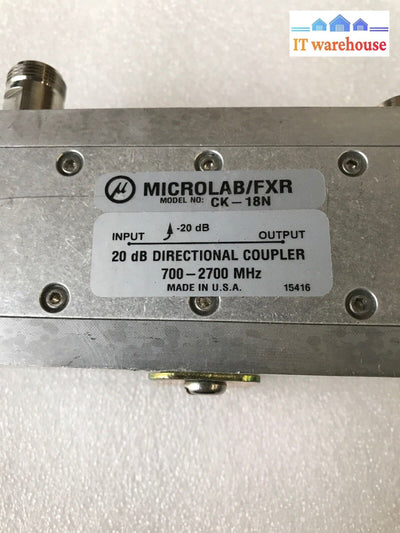 IT warehouse
μ MICROLAB/FXR
MODEL NO: CK-18N
-20 dB
INPUT OUTPUT
20 dB DIRECTIONAL COUPLER
700-2700 MHz
MADE IN U.S.A. 15416